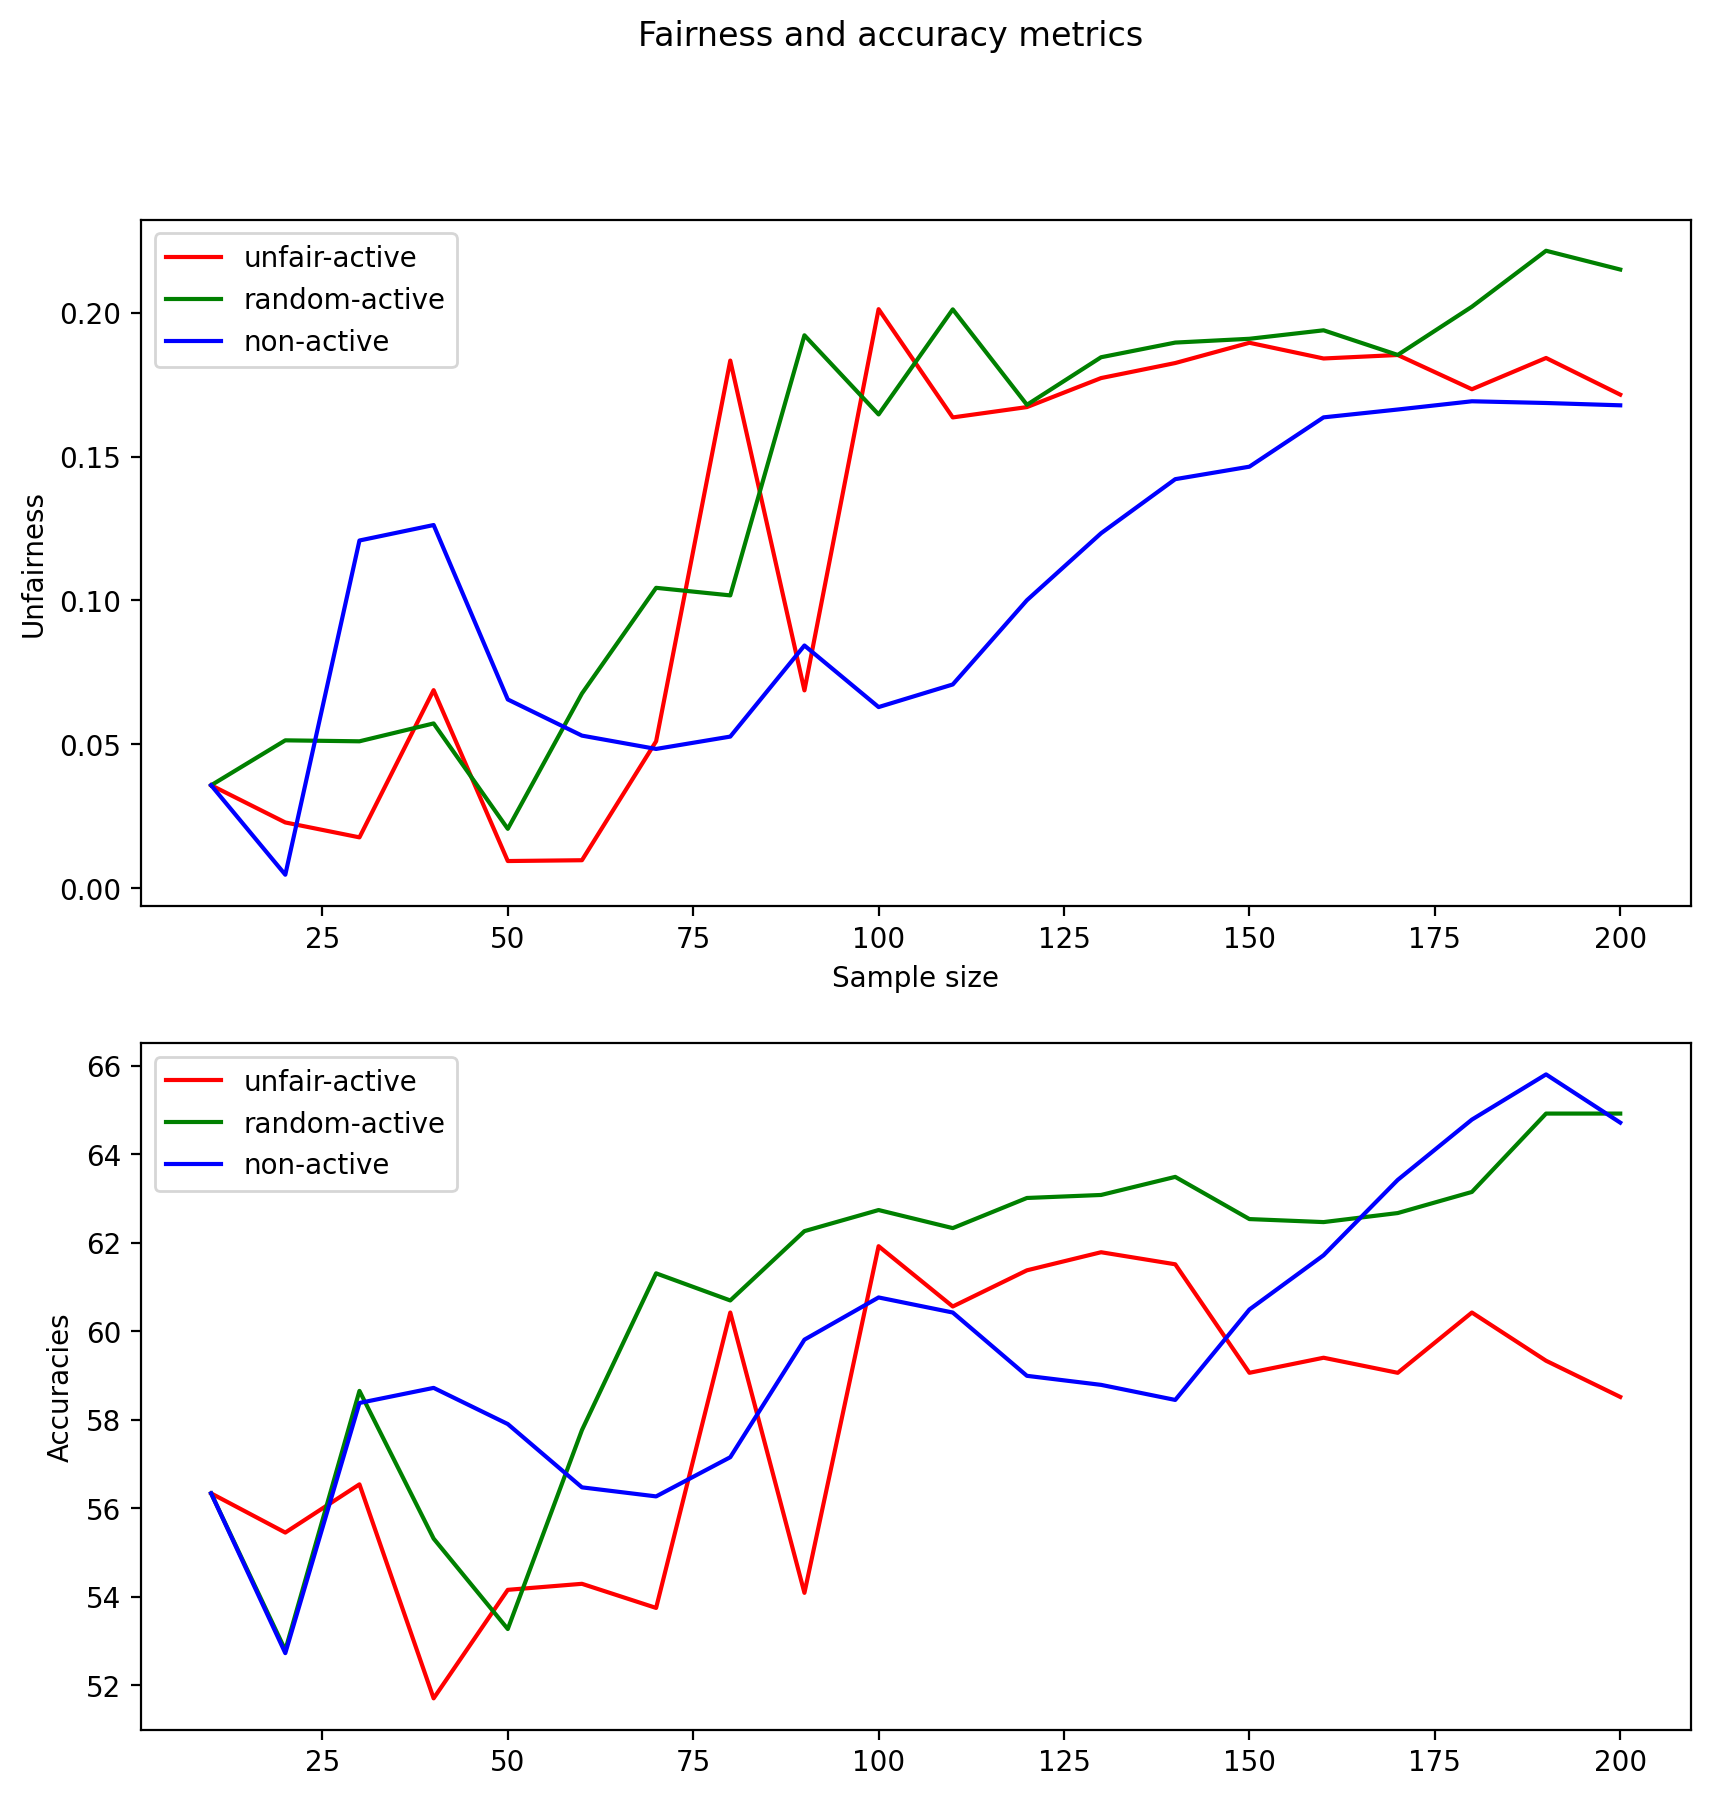 Fairness and accuracy metrics
unfair-active
random-active
non-active
0.20
0.15
0.10
0.05
0.00
Unfairness
25 50 75 100 125 150 175 200
Sample size
unfair-active
random-active
non-active
66
64
62
60
58
56
54
52
Accuracies
25 50 75 100 125 150 175 200